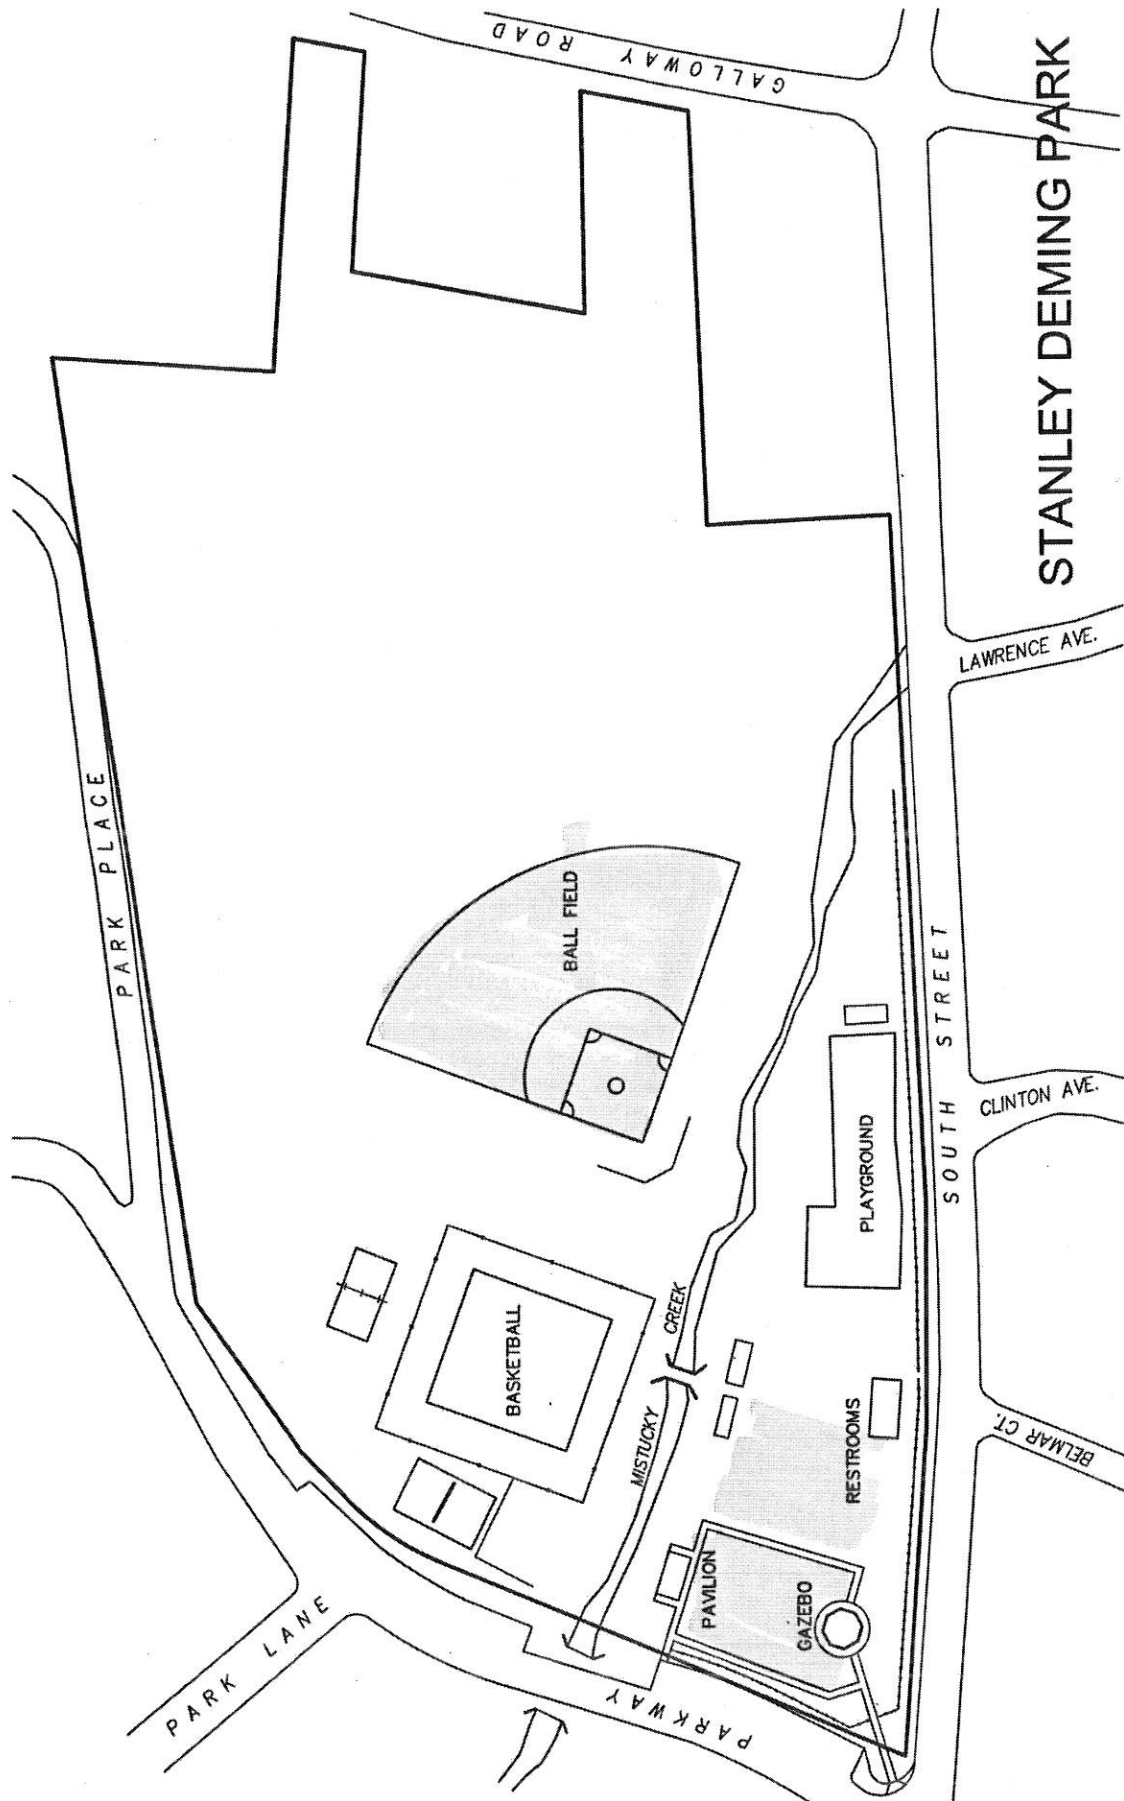 GALLOWAY ROAD
STANLEY DEMING PARK
PARK PLACE
LAWRENCE AVE.
BALL FIELD
SOUTH STREET
CLINTON AVE.
PLAYGROUND
BASKETBALL
MISTUCKY CREEK
RESTROOMS
BELMAR CT.
PAVILION
GAZEBO
PARK LANE
PARKWAY